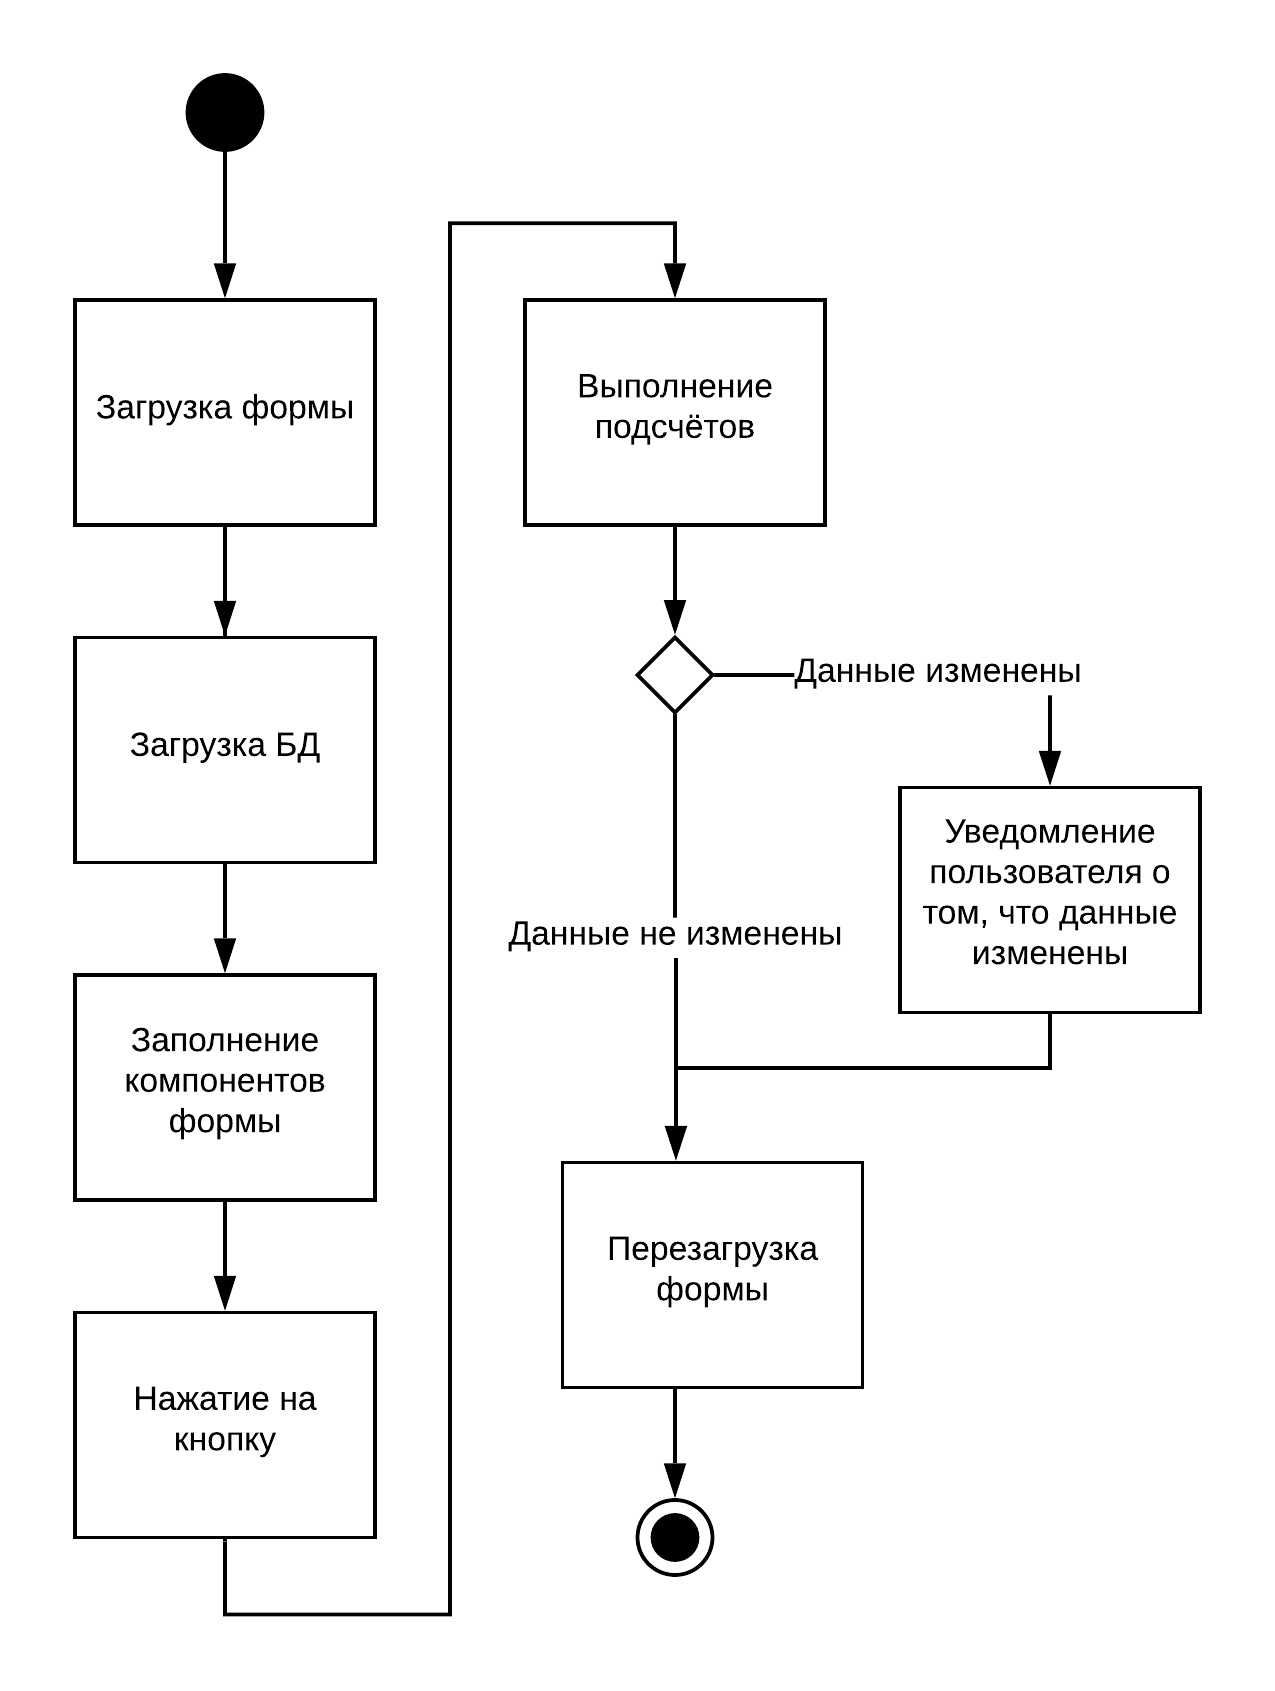 Загрузка формы
Загрузка БД
Заполнение
компонентов
формы
Нажатие на
кнопку
Выполнение
подсчётов
Данные изменены
Уведомление
пользователя о
том, что данные
изменены
Данные не изменены
Перезагрузка
формы